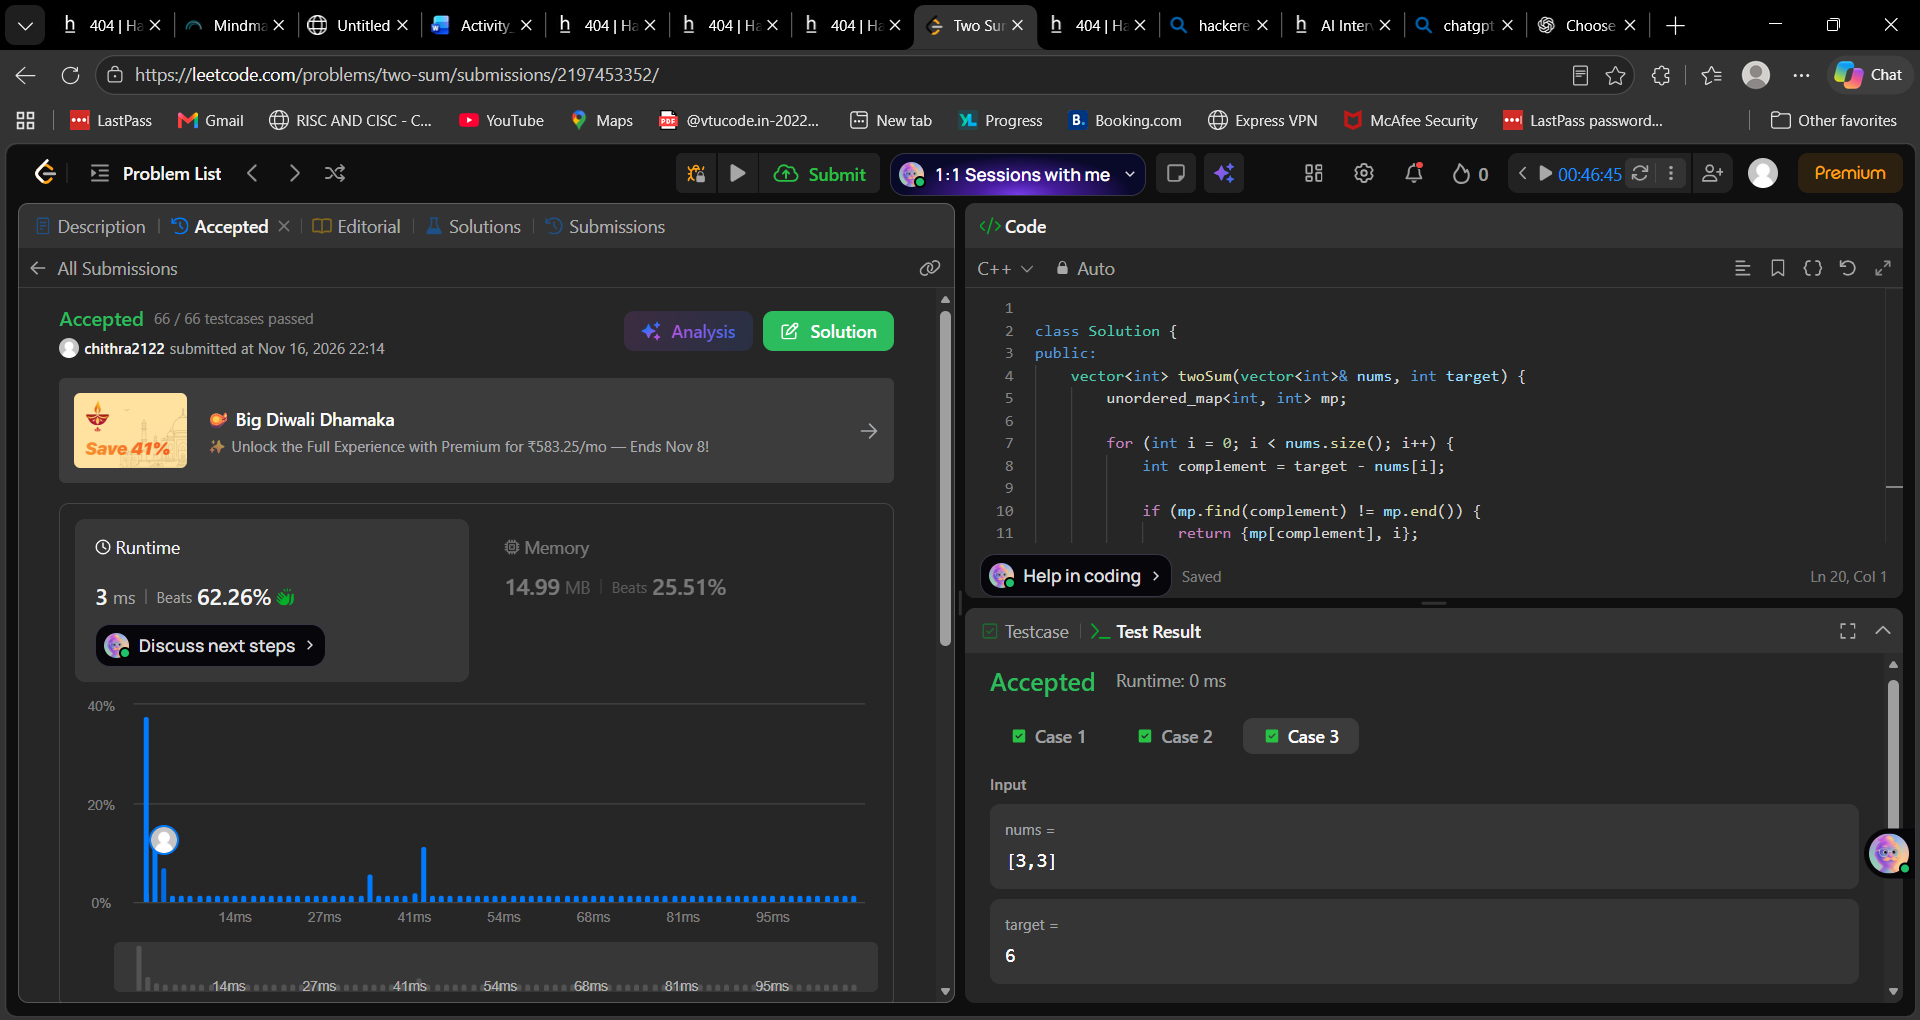 404 | Ha
Mindma
Untitled
Activity_
404 | Ha
404 | Ha
404 | Ha
Two Sur
404 | Ha
hackere
AI Inter
chatgpt
Choose
https://leetcode.com/problems/two-sum/submissions/2197453352/
Chat
LastPass
Gmail
RISC AND CISC - C...
YouTube
Maps
@vtucode.in-2022...
New tab
Progress
Booking.com
Express VPN
McAfee Security
LastPass password...
Other favorites
Problem List
Submit
1:1 Sessions with me
0
00:46:45
Premium
Description
Accepted
Editorial
Solutions
Submissions
All Submissions
Accepted 66 / 66 testcases passed
chithra2122 submitted at Nov 16, 2026 22:14
Analysis
Solution
Save 41%
Big Diwali Dhamaka
Unlock the Full Experience with Premium for ₹583.25/mo — Ends Nov 8!
Runtime
3 ms | Beats 62.26%
Discuss next steps
Memory
14.99 MB | Beats 25.51%
40%
20%
0%
14ms 27ms 41ms 54ms 68ms 81ms 95ms
14ms 27ms 41ms 54ms 68ms 81ms 95ms
</> Code
C++
Auto
1
2 class Solution {
3 public:
4 vector<int> twoSum(vector<int>& nums, int target) {
5 unordered_map<int, int> mp;
6
7 for (int i = 0; i < nums.size(); i++) {
8 int complement = target - nums[i];
9
10 if (mp.find(complement) != mp.end()) {
11 return {mp[complement], i};
Help in coding
Saved
Ln 20, Col 1
Testcase
Test Result
Accepted Runtime: 0 ms
Case 1
Case 2
Case 3
Input
nums =
[3,3]
target =
6